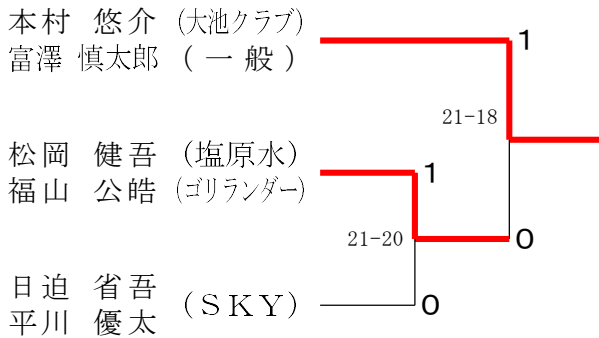 本村 悠介 (大池クラブ)
富澤 慎太郎 (一般)
1
21-18
松岡 健吾 (塩原水)
福山 公皓 (ゴリランダー)
1
21-20
0
日迫 省吾
平川 優太
(SKY)
0